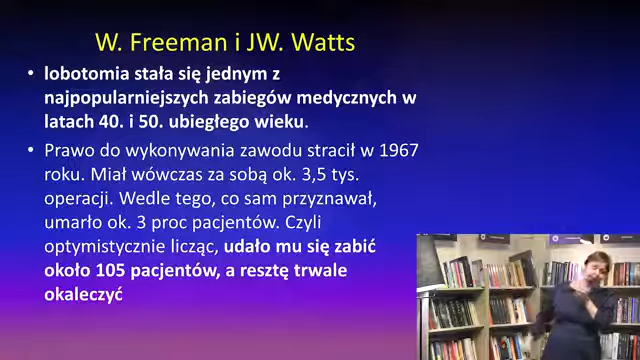 W. Freeman i JW. Watts
• lobotomia stała się jednym z
najpopularniejszych zabiegów medycznych w
latach 40. i 50. ubiegłego wieku.
• Prawo do wykonywania zawodu stracił w 1967
roku. Miał wówczas za sobą ok. 3,5 tys.
operacji. Wedle tego, co sam przyznawał,
umarło ok. 3 proc pacjentów. Czyli
optymistycznie licząc, udało mu się zabić
około 105 pacjentów, a resztę trwale
okaleczyć